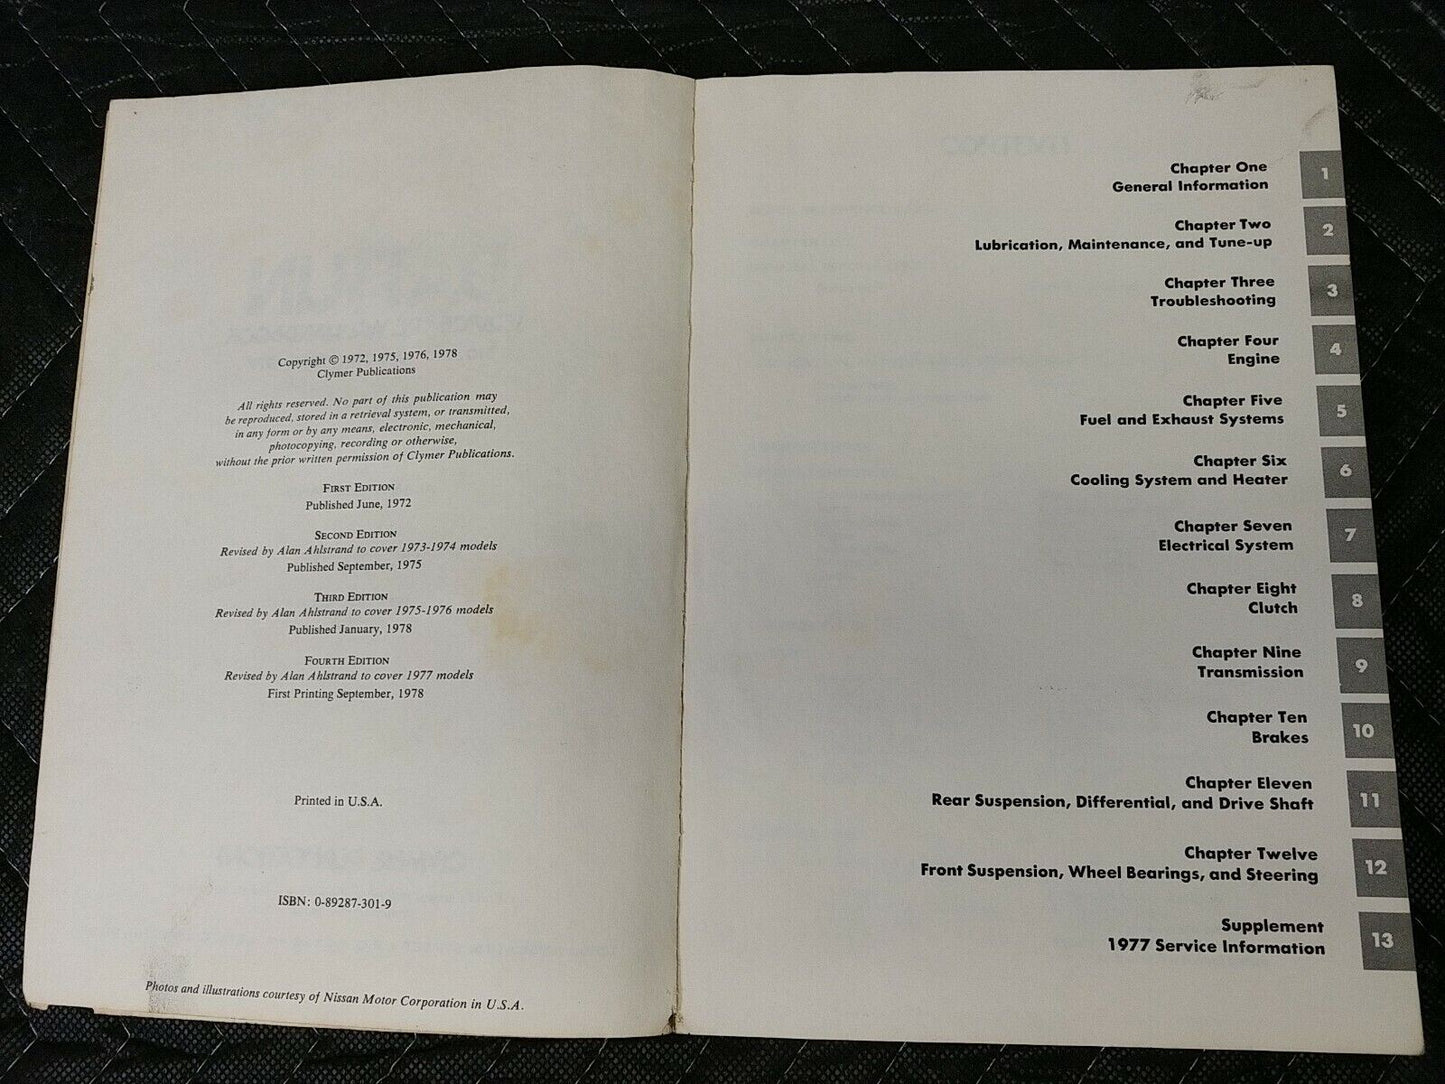 Copyright © 1972, 1975, 1976, 1978
Clymer Publications
All rights reserved. No part of this publication may
be reproduced, stored in a retrieval system, or transmitted,
in any form or by any means, electronic, mechanical,
photocopying, recording or otherwise,
without the prior written permission of Clymer Publications.
FIRST EDITION
Published June, 1972
SECOND EDITION
Revised by Alan Ahlstrand to cover 1973-1974 models
Published September, 1975
THIRD EDITION
Revised by Alan Ahlstrand to cover 1975-1976 models
Published January, 1978
FOURTH EDITION
Revised by Alan Ahlstrand to cover 1977 models
First Printing September, 1978
Printed in U.S.A.
ISBN: 0-89287-301-9
Photos and illustrations courtesy of Nissan Motor Corporation in U.S.A.
Chapter One
General Information
1
Chapter Two
Lubrication, Maintenance, and Tune-up
2
Chapter Three
Troubleshooting
3
Chapter Four
Engine
4
Chapter Five
Fuel and Exhaust Systems
5
Chapter Six
Cooling System and Heater
6
Chapter Seven
Electrical System
7
Chapter Eight
Clutch
8
Chapter Nine
Transmission
9
Chapter Ten
Brakes
10
Chapter Eleven
Rear Suspension, Differential, and Drive Shaft
11
Chapter Twelve
Front Suspension, Wheel Bearings, and Steering
12
Supplement
1977 Service Information
13